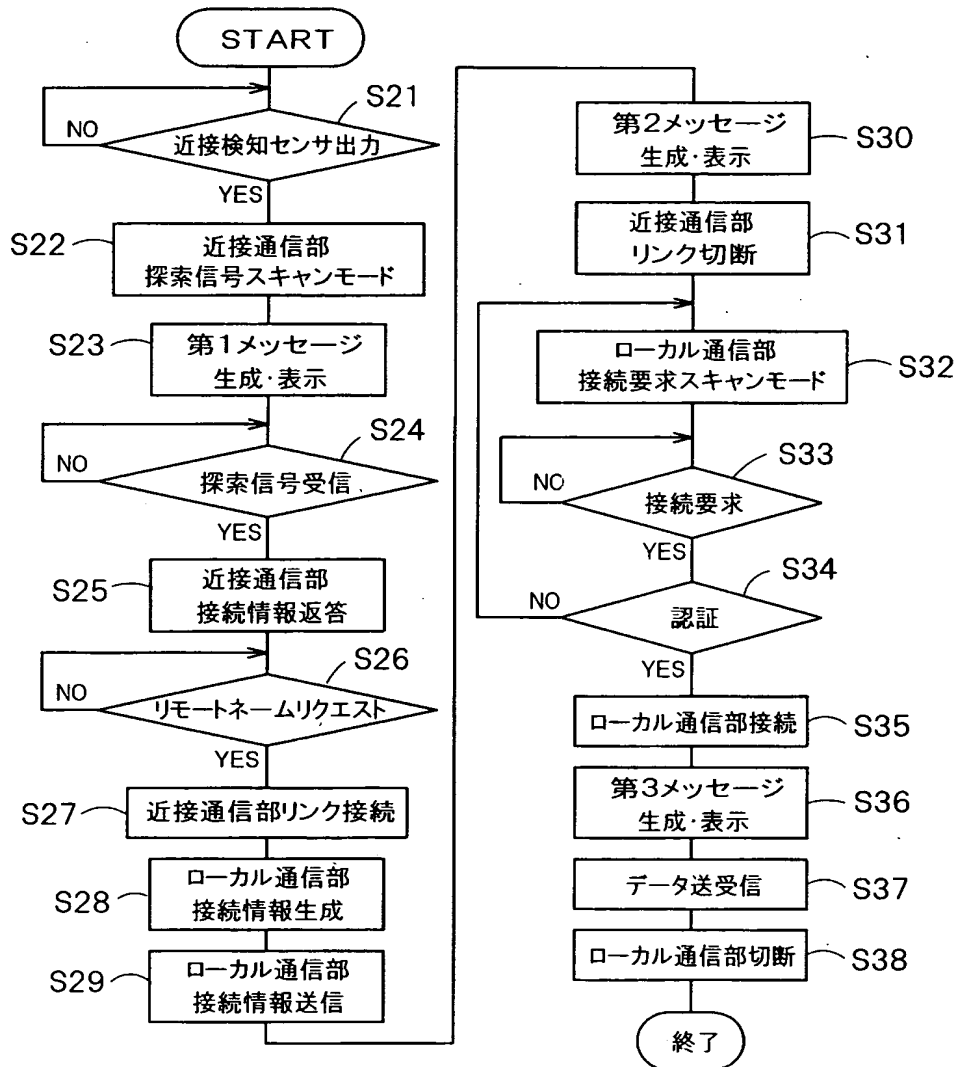 START
S21
NO
近接検知センサ出力
YES
S22
近接通信部
探索信号スキャンモード
S23
第1メッセージ
生成・表示
S24
NO
探索信号受信
YES
S25
近接通信部
接続情報返答
S26
NO
リモートネームリクエスト
YES
S27
近接通信部リンク接続
S28
ローカル通信部
接続情報生成
S29
ローカル通信部
接続情報送信
第2メッセージ
生成・表示
S30
近接通信部
リンク切断
S31
ローカル通信部
接続要求スキャンモード
S32
S33
NO
接続要求
YES
S34
NO
認証
YES
ローカル通信部接続
S35
第3メッセージ
生成・表示
S36
データ送受信
S37
ローカル通信部切断
S38
終了